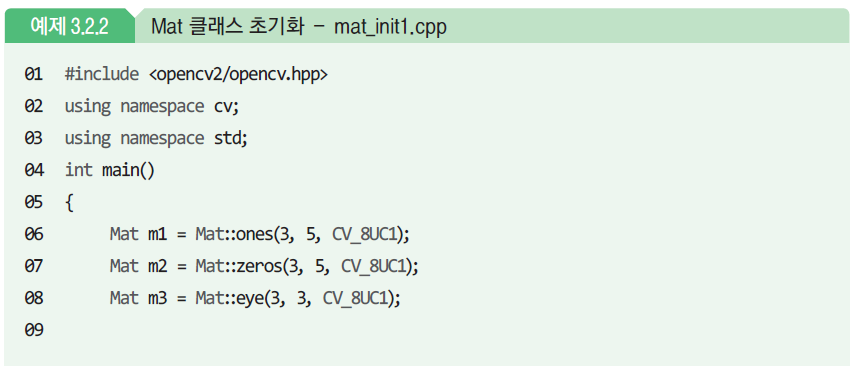 예제 3.2.2 Mat 클래스 초기화 - mat_init1.cpp
01 #include <opencv2/opencv.hpp>
02 using namespace cv;
03 using namespace std;
04 int main()
05 {
06 Mat m1 = Mat::ones(3, 5, CV_8UC1);
07 Mat m2 = Mat::zeros(3, 5, CV_8UC1);
08 Mat m3 = Mat::eye(3, 3, CV_8UC1);
09